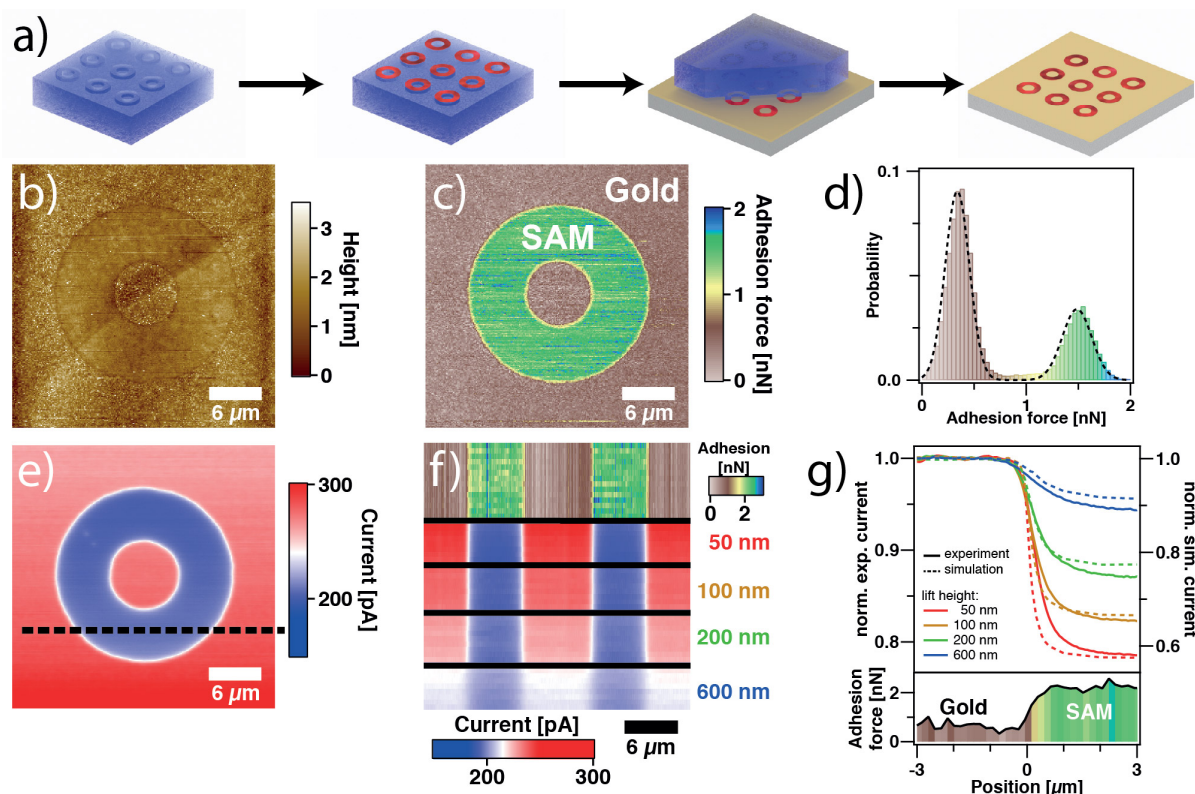 a)
b)
3
2
1
0
Height [nm]
6 µm
c)
Gold
SAM
2
1
0
Adhesion force [nN]
6 µm
d)
0.1
Probability
0.0
0
1
2
Adhesion force [nN]
e)
300
200
Current [pA]
6 µm
f)
Adhesion
[nN]
0
2
50 nm
100 nm
200 nm
600 nm
Current [pA]
200
300
6 µm
g)
norm. exp. current
1.0
0.9
0.8
norm. sim. current
1.0
0.8
0.6
experiment
simulation
lift height:
50 nm
100 nm
200 nm
600 nm
Adhesion
force [nN]
2
0
Gold
SAM
-3
0
3
Position [µm]